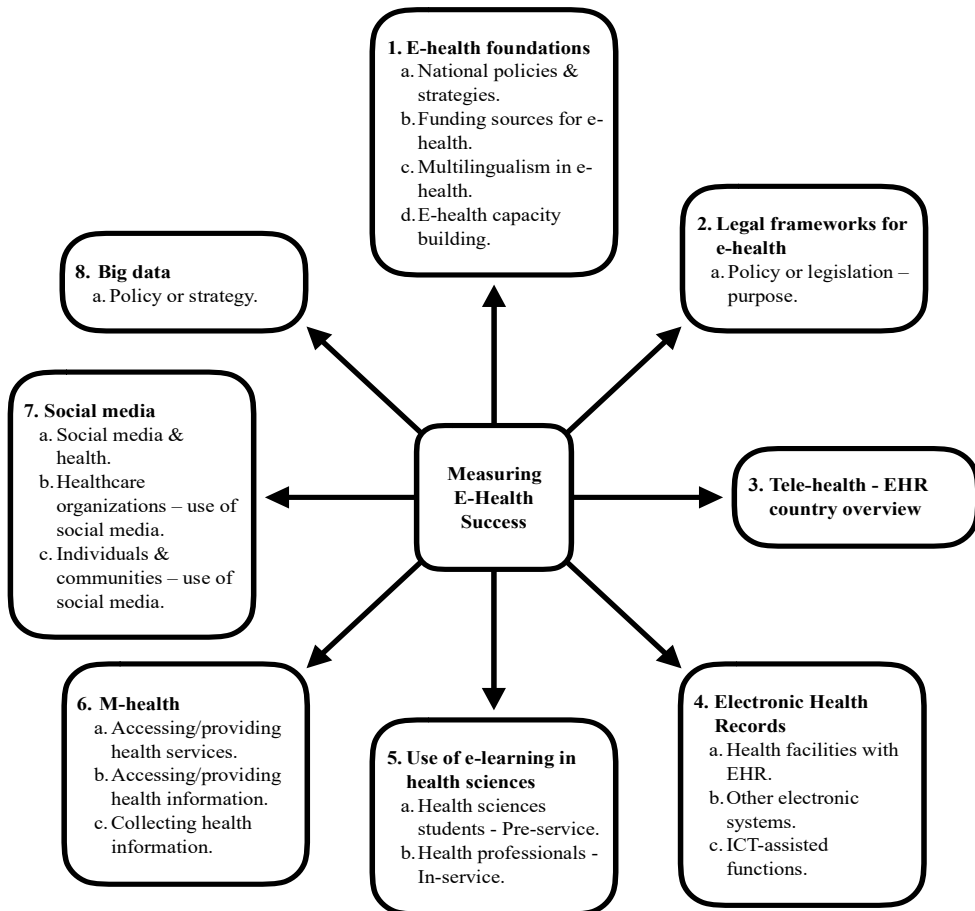 1. E-health foundations
a. National policies &
strategies.
b. Funding sources for e-
health.
c. Multilingualism in e-
health.
d. E-health capacity
building.
2. Legal frameworks for
e-health
a. Policy or legislation –
purpose.
8. Big data
a. Policy or strategy.
7. Social media
a. Social media &
health.
b. Healthcare
organizations – use of
social media.
c. Individuals &
communities – use of
social media.
Measuring
E-Health
Success
3. Tele-health - EHR
country overview
6. M-health
a. Accessing/providing
health services.
b. Accessing/providing
health information.
c. Collecting health
information.
5. Use of e-learning in
health sciences
a. Health sciences
students - Pre-service.
b. Health professionals -
In-service.
4. Electronic Health
Records
a. Health facilities with
EHR.
b. Other electronic
systems.
c. ICT-assisted
functions.